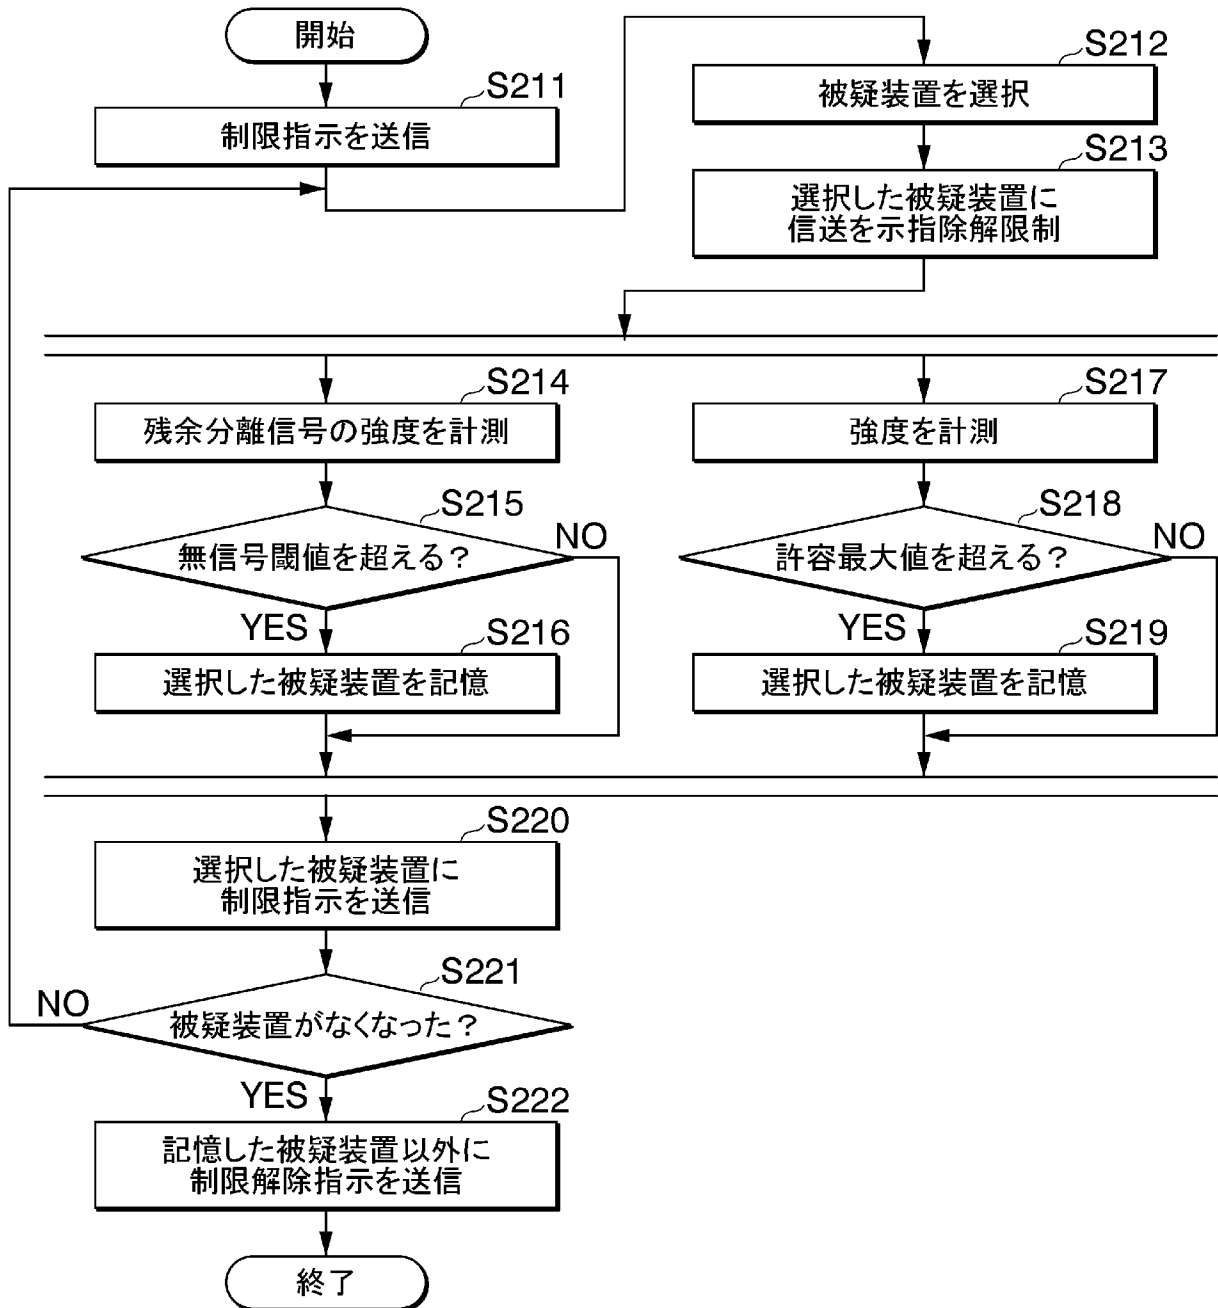 開始
S211
制限指示を送信
S212
被疑装置を選択
S213
選択した被疑装置に
信送を示指除解限制
S214
残余分離信号の強度を計測
S215
無信号閾値を超える?
NO
YES
S216
選択した被疑装置を記憶
S217
強度を計測
S218
許容最大値を超える?
NO
YES
S219
選択した被疑装置を記憶
S220
選択した被疑装置に
制限指示を送信
S221
被疑装置がなくなった?
NO
YES
S222
記憶した被疑装置以外に
制限解除指示を送信
終了